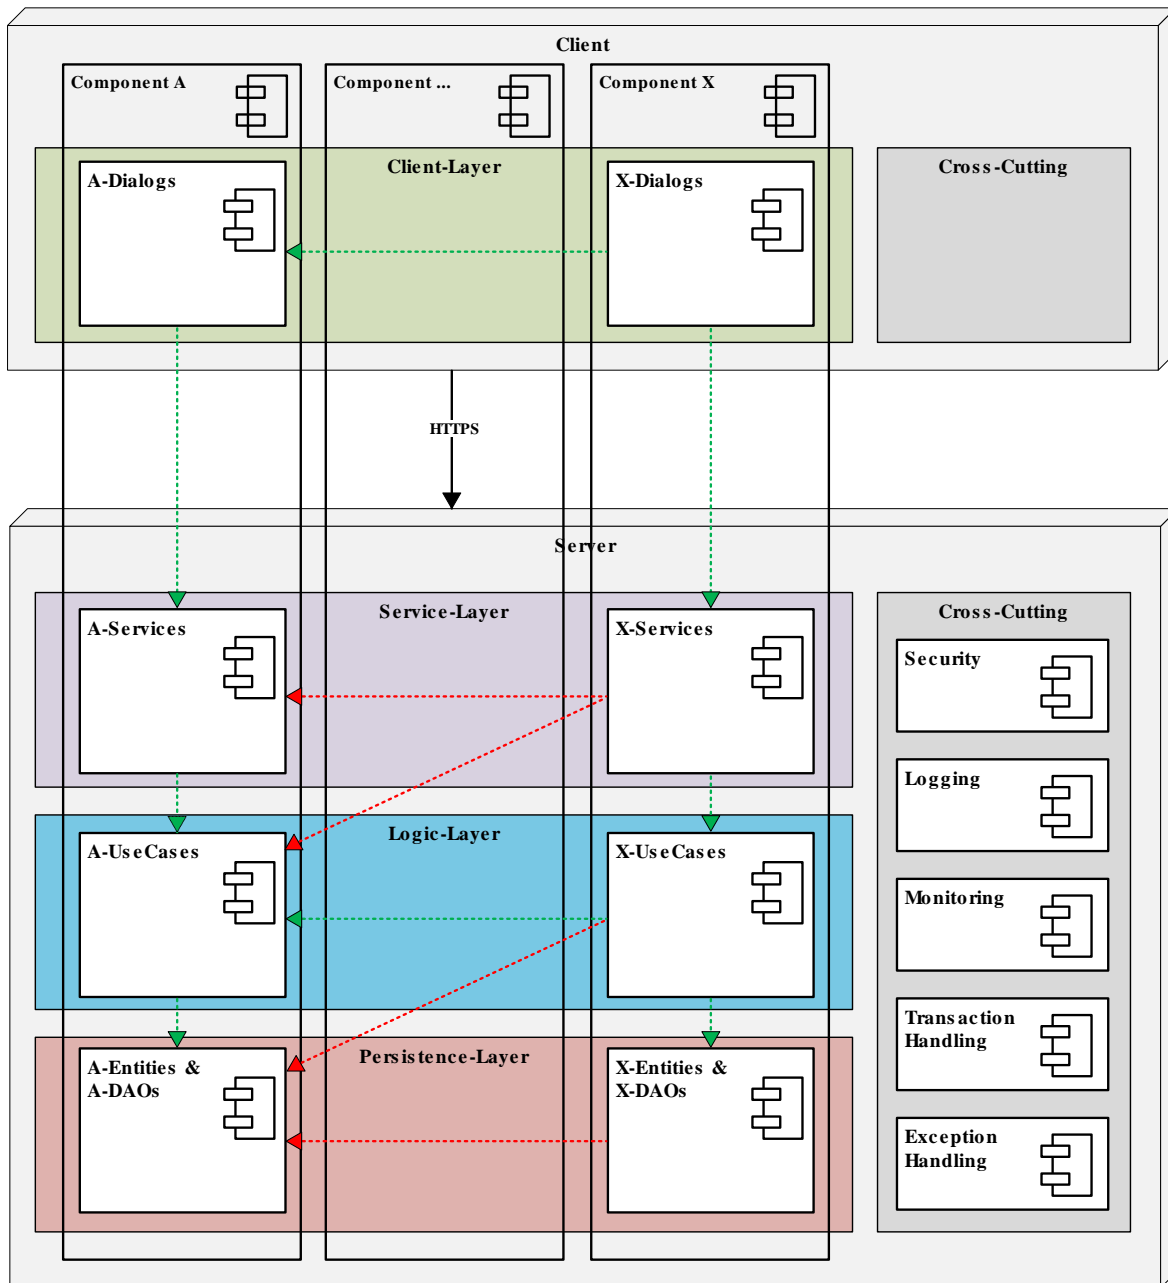 Client
Component A
Component ...
Component X
Client-Layer
Cross-Cutting
A-Dialogs
X-Dialogs
HTTPS
Server
Service-Layer
Cross-Cutting
A-Services
X-Services
Security
Logging
Logic-Layer
A-UseCases
X-UseCases
Monitoring
Transaction
Handling
Persistence-Layer
A-Entities &
A-DAOs
X-Entities &
X-DAOs
Exception
Handling